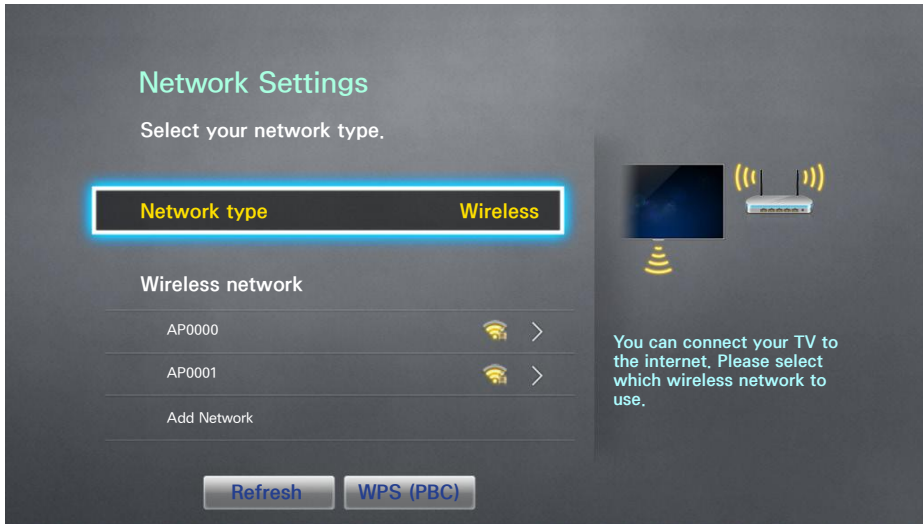 Network Settings
Select your network type.
Network type Wireless
Wireless network
AP0000
AP0001
Add Network
You can connect your TV to
the internet. Please select
which wireless network to
use.
Refresh WPS (PBC)